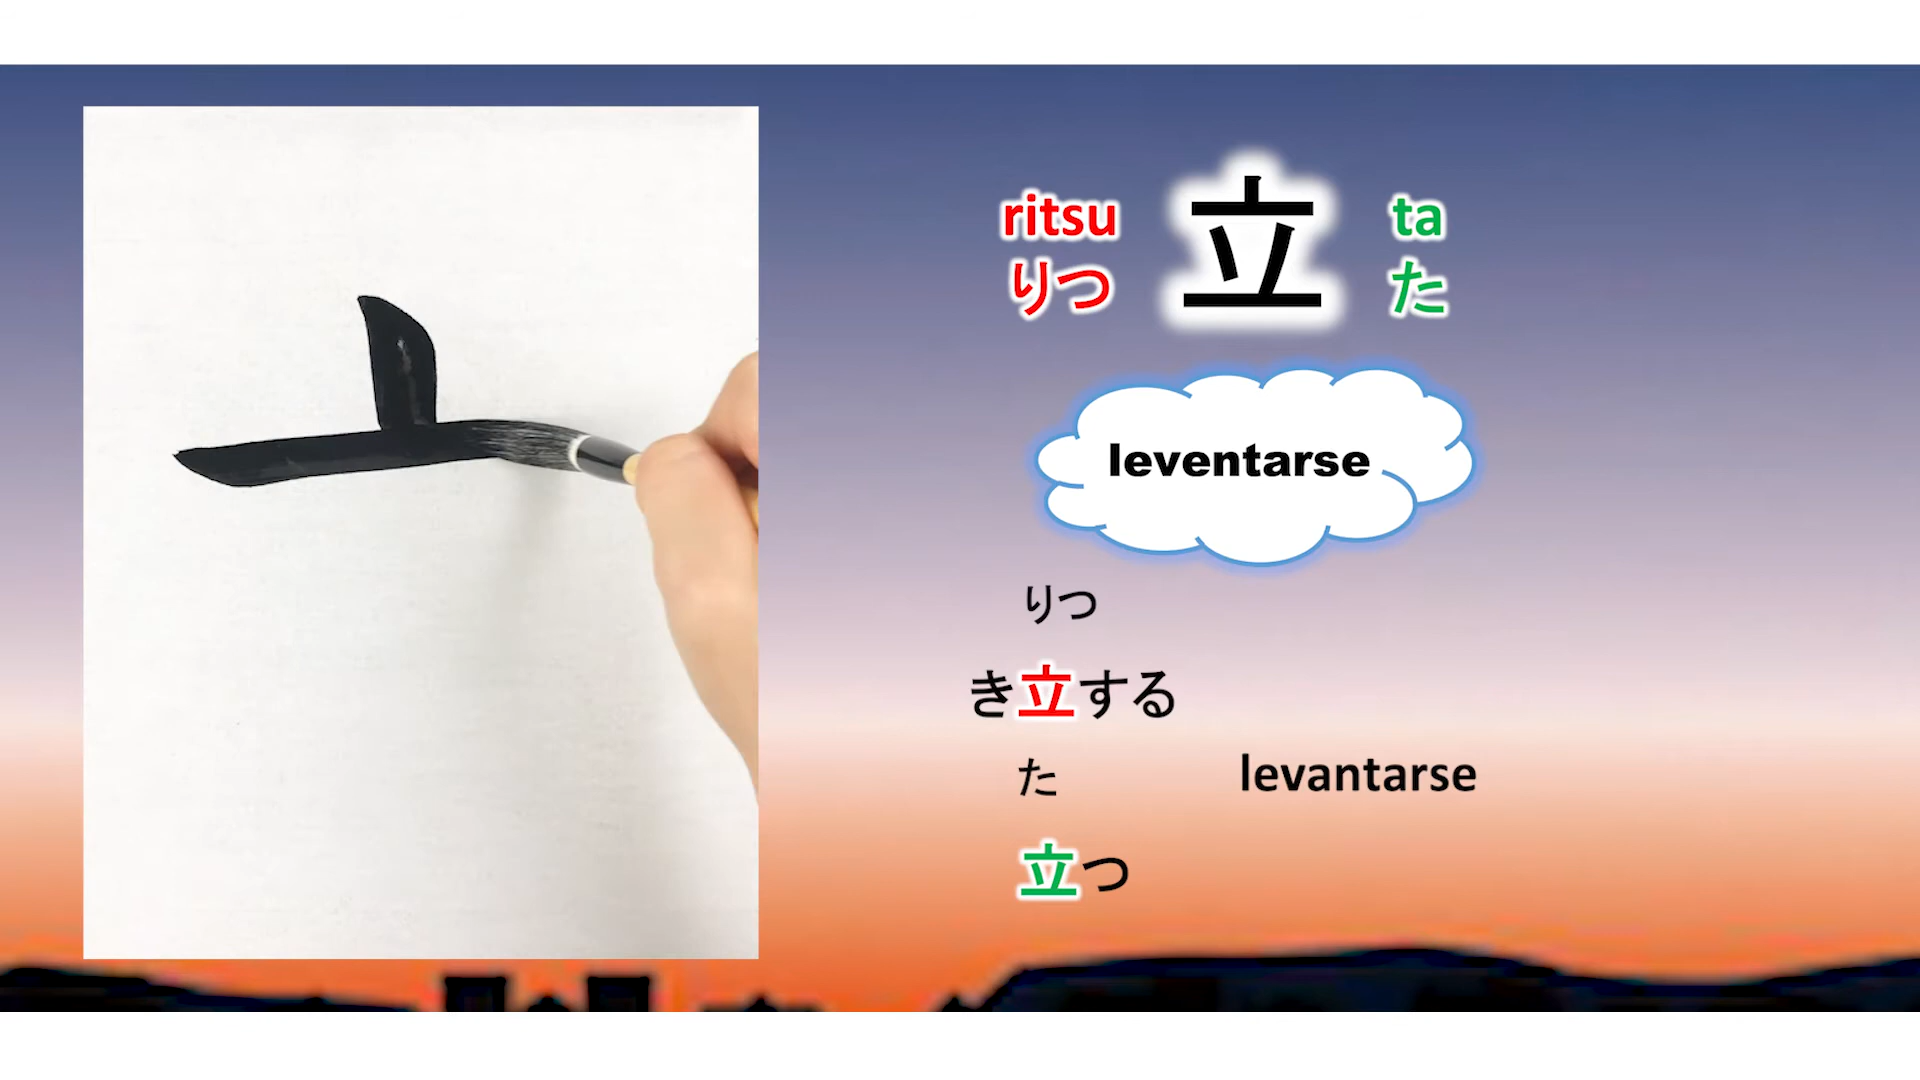 ritsu 立 ta
りつ た
leventarse
りつ
き立する
た
levantarse
立つ